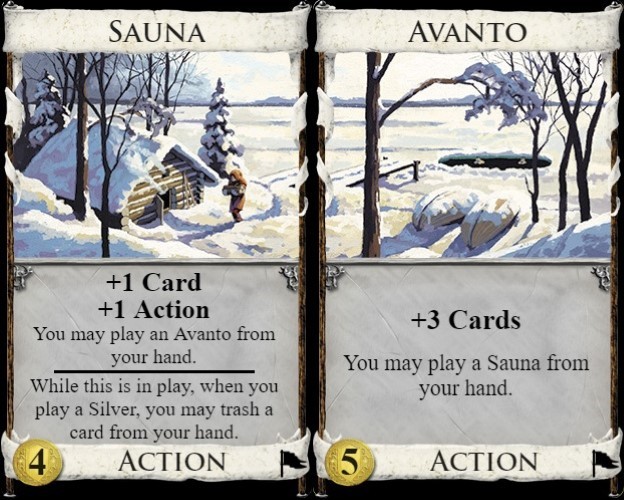 SAUNA
+1 Card
+1 Action
You may play an Avanto from
your hand.
While this is in play, when you
play a Silver, you may trash a
card from your hand.
4
ACTION
AVANTO
+3 Cards
You may play a Sauna from
your hand.
5
ACTION